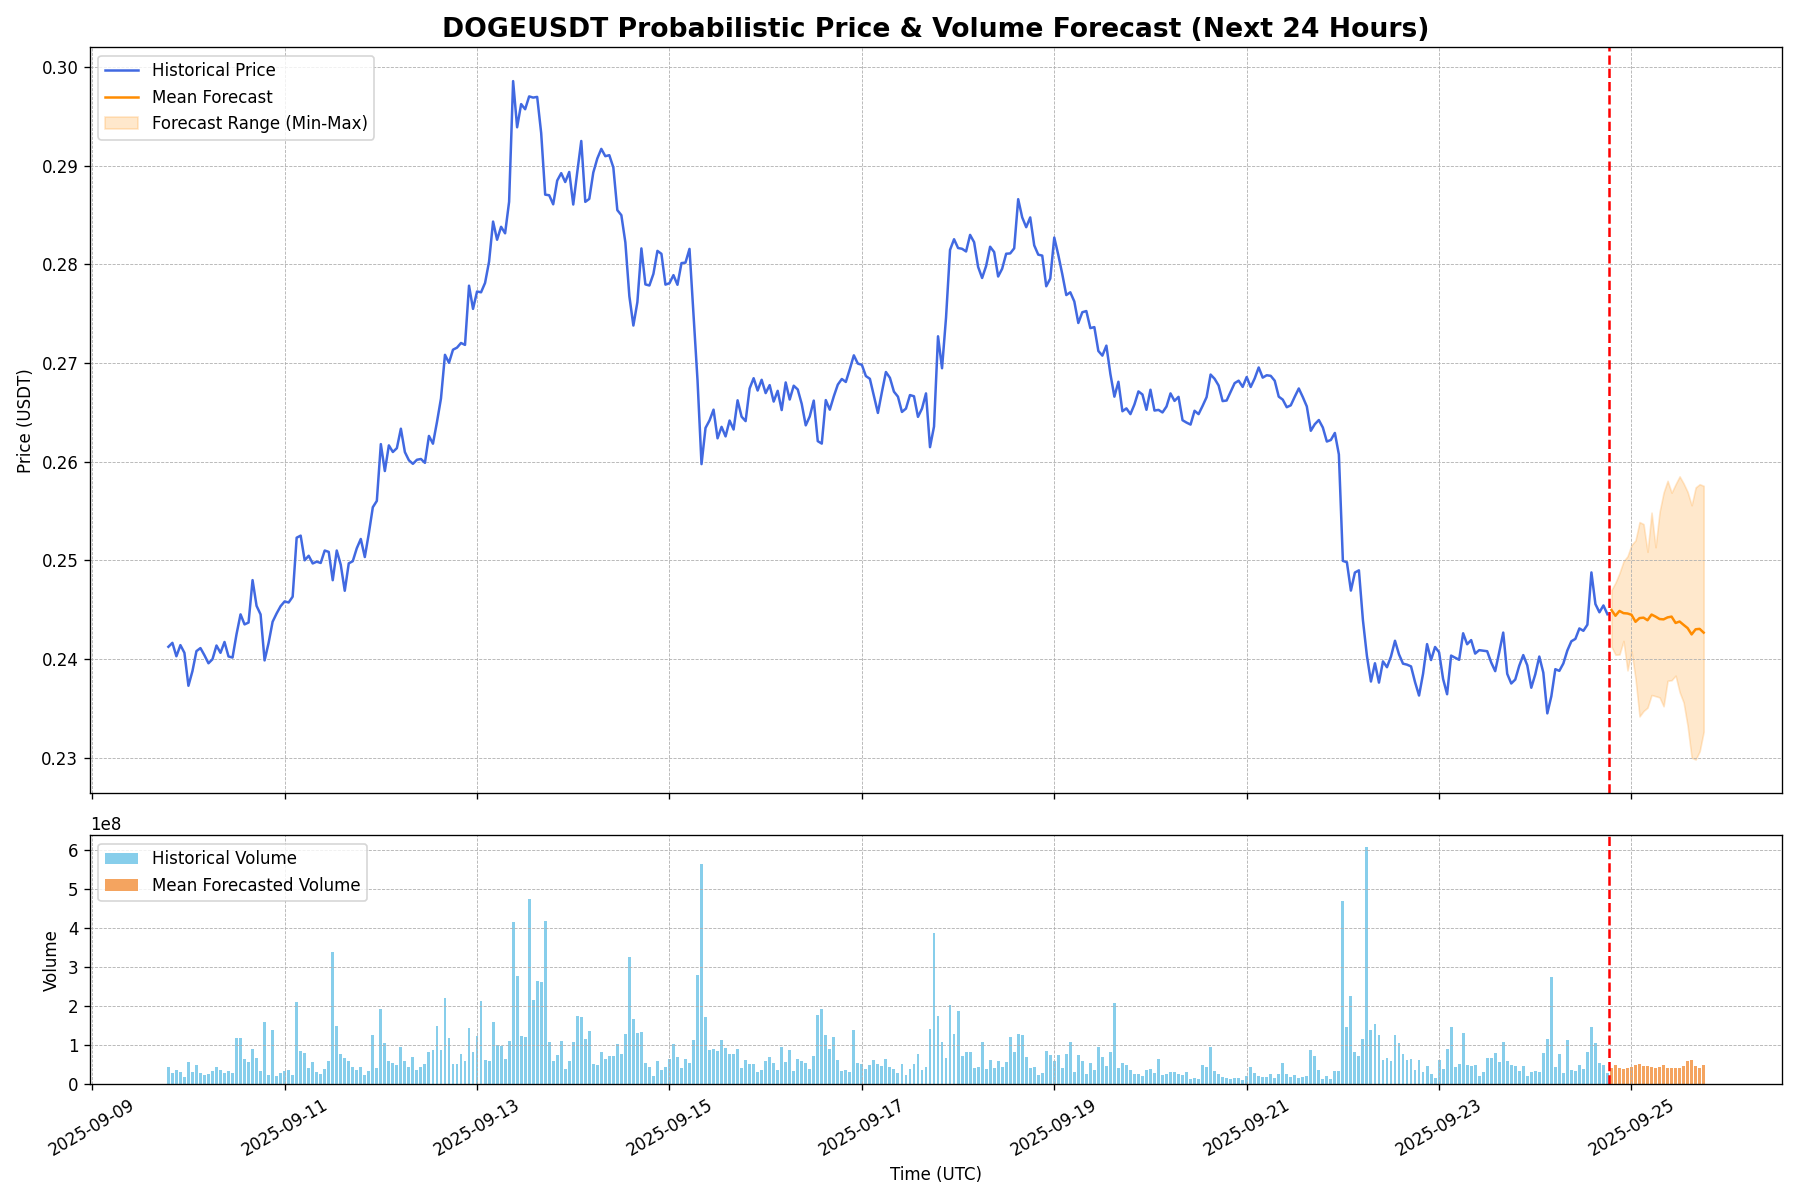 DOGEUSDT Probabilistic Price & Volume Forecast (Next 24 Hours)
Historical Price
Mean Forecast
Forecast Range (Min-Max)
0.30
0.29
0.28
0.27
0.26
0.25
0.24
0.23
Price (USDT)
1e8
Historical Volume
Mean Forecasted Volume
6
5
4
3
2
1
0
Volume
2025-09-09
2025-09-11
2025-09-13
2025-09-15
2025-09-17
2025-09-19
2025-09-21
2025-09-23
2025-09-25
Time (UTC)